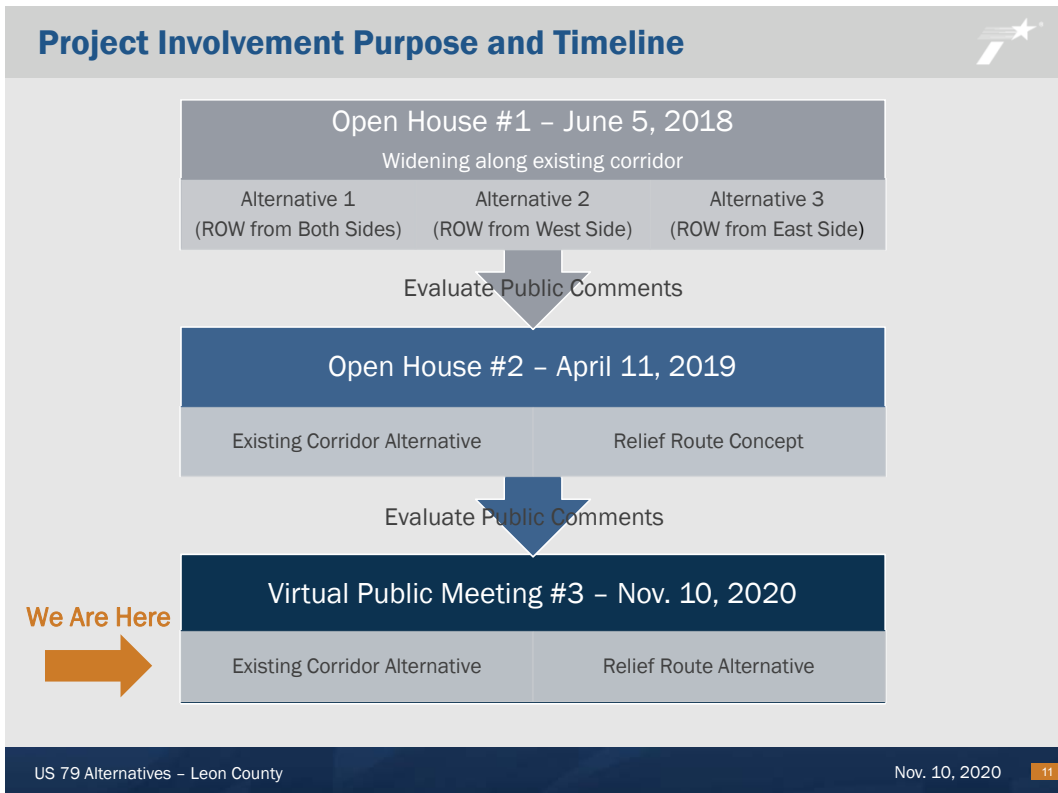 Project Involvement Purpose and Timeline
Open House #1 – June 5, 2018
Widening along existing corridor
Alternative 1
(ROW from Both Sides)
Alternative 2
(ROW from West Side)
Alternative 3
(ROW from East Side)
Evaluate Public Comments
Open House #2 – April 11, 2019
Existing Corridor Alternative
Relief Route Concept
Evaluate Public Comments
Virtual Public Meeting #3 – Nov. 10, 2020
We Are Here
Existing Corridor Alternative
Relief Route Alternative
US 79 Alternatives – Leon County
Nov. 10, 2020
11